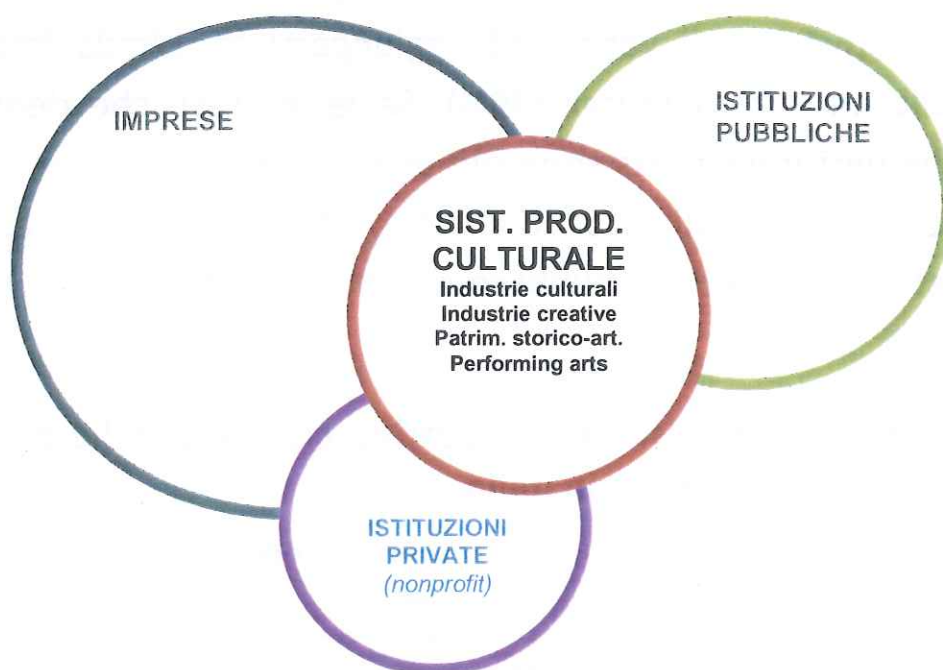 IMPRESE
ISTITUZIONI
PUBBLICHE
SIST. PROD.
CULTURALE
Industrie culturali
Industrie creative
Patrim. storico-art.
Performing arts
ISTITUZIONI
PRIVATE
(nonprofit)